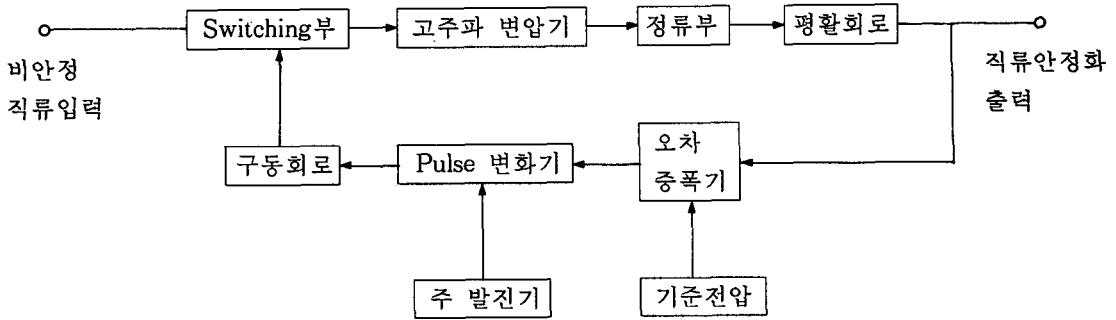 Switching부
고주파 변압기
정류부
평활회로
비안정
직류입력
직류안정화
출력
구동회로
Pulse 변화기
오차
증폭기
주 발진기
기준전압